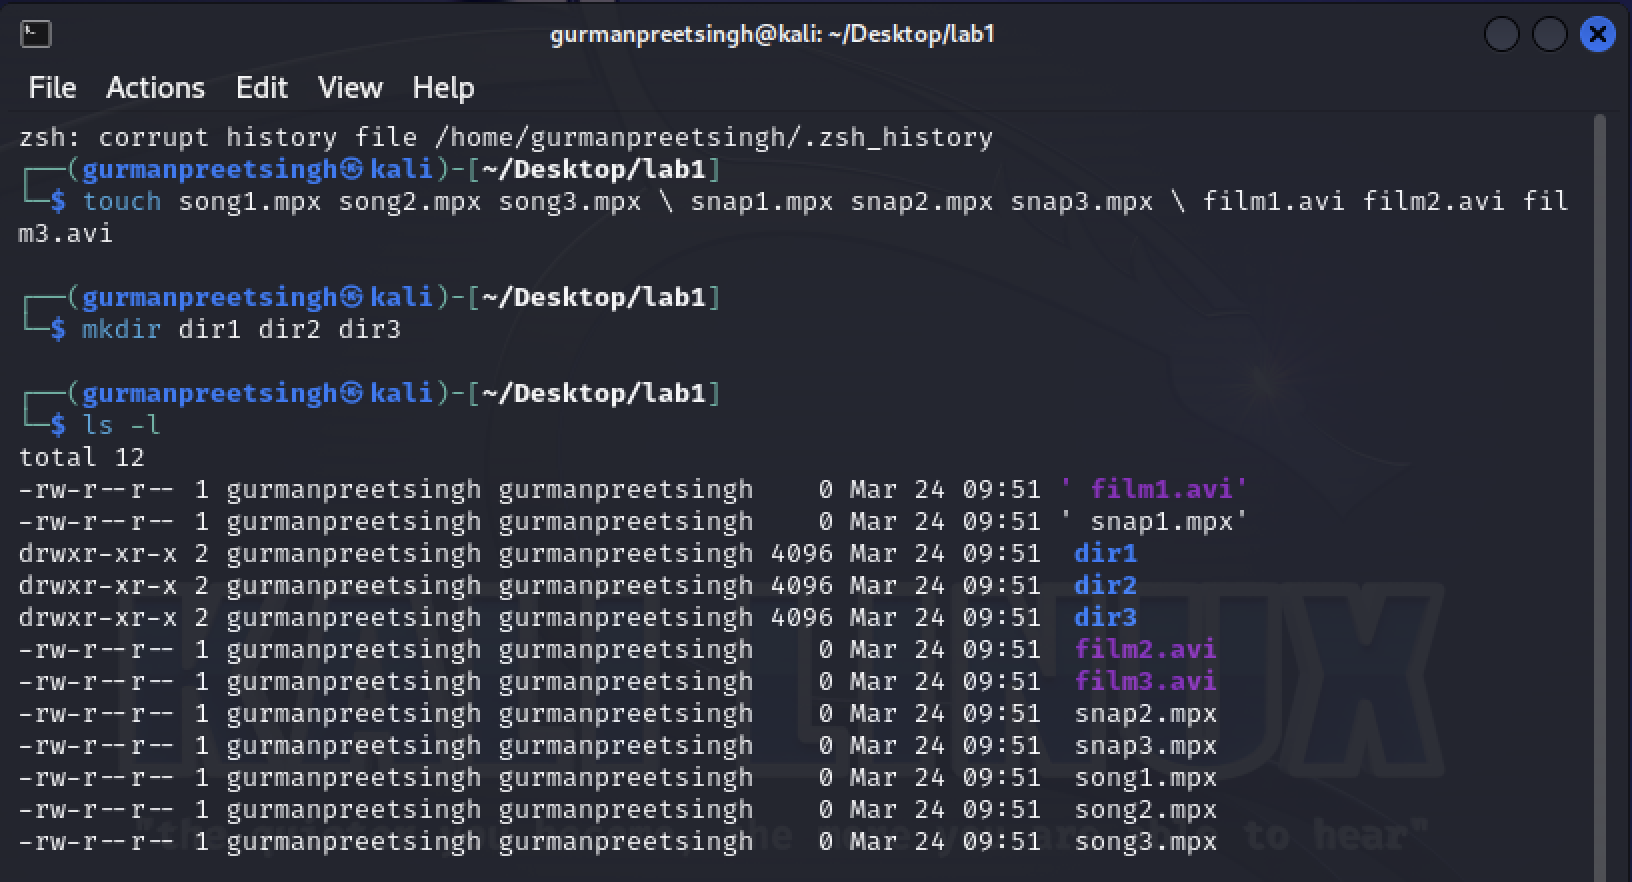 gurmanpreetsingh@kali: ~/Desktop/lab1
File Actions Edit View Help
zsh: corrupt history file /home/gurmanpreetsingh/.zsh_history
┌──(gurmanpreetsingh㉿kali)-[~/Desktop/lab1]
└─$ touch song1.mpx song2.mpx song3.mpx \ snap1.mpx snap2.mpx snap3.mpx \ film1.avi film2.avi fil
m3.avi
┌──(gurmanpreetsingh㉿kali)-[~/Desktop/lab1]
└─$ mkdir dir1 dir2 dir3
┌──(gurmanpreetsingh㉿kali)-[~/Desktop/lab1]
└─$ ls -l
total 12
-rw-r--r-- 1 gurmanpreetsingh gurmanpreetsingh    0 Mar 24 09:51 ' film1.avi'
-rw-r--r-- 1 gurmanpreetsingh gurmanpreetsingh    0 Mar 24 09:51 ' snap1.mpx'
drwxr-xr-x 2 gurmanpreetsingh gurmanpreetsingh 4096 Mar 24 09:51  dir1
drwxr-xr-x 2 gurmanpreetsingh gurmanpreetsingh 4096 Mar 24 09:51  dir2
drwxr-xr-x 2 gurmanpreetsingh gurmanpreetsingh 4096 Mar 24 09:51  dir3
-rw-r--r-- 1 gurmanpreetsingh gurmanpreetsingh    0 Mar 24 09:51  film2.avi
-rw-r--r-- 1 gurmanpreetsingh gurmanpreetsingh    0 Mar 24 09:51  film3.avi
-rw-r--r-- 1 gurmanpreetsingh gurmanpreetsingh    0 Mar 24 09:51  snap2.mpx
-rw-r--r-- 1 gurmanpreetsingh gurmanpreetsingh    0 Mar 24 09:51  snap3.mpx
-rw-r--r-- 1 gurmanpreetsingh gurmanpreetsingh    0 Mar 24 09:51  song1.mpx
-rw-r--r-- 1 gurmanpreetsingh gurmanpreetsingh    0 Mar 24 09:51  song2.mpx
-rw-r--r-- 1 gurmanpreetsingh gurmanpreetsingh    0 Mar 24 09:51  song3.mpx
KALI LINUX
to hear"